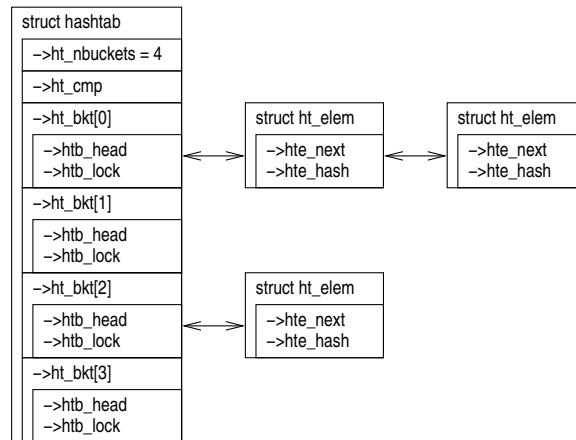 struct hashtab
−>ht_nbuckets = 4
−>ht_cmp
−>ht_bkt[0]
−>htb_head
−>htb_lock
struct ht_elem
−>hte_next
−>hte_hash
struct ht_elem
−>hte_next
−>hte_hash
−>ht_bkt[1]
−>htb_head
−>htb_lock
−>ht_bkt[2]
−>htb_head
−>htb_lock
struct ht_elem
−>hte_next
−>hte_hash
−>ht_bkt[3]
−>htb_head
−>htb_lock